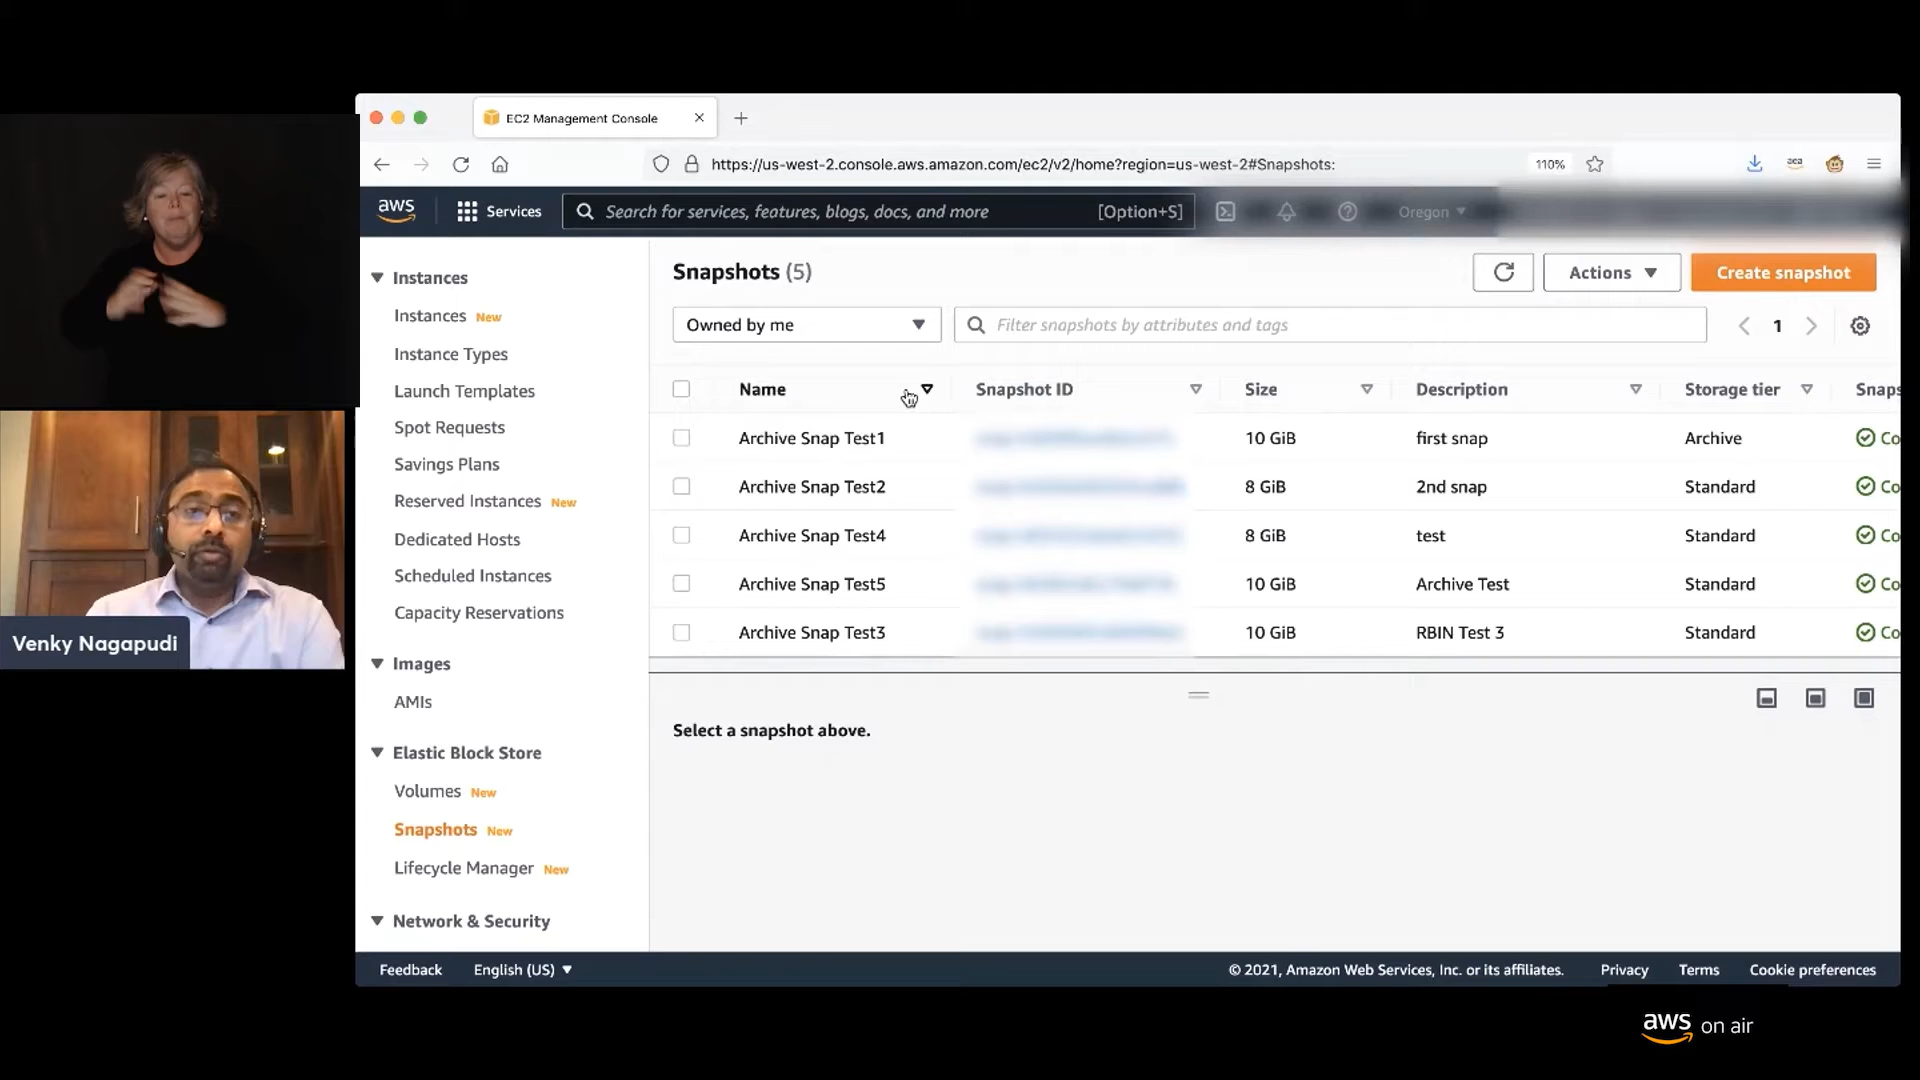 EC2 Management Console
https://us-west-2.console.aws.amazon.com/ec2/v2/home?region=us-west-2#Snapshots:
110%
aws
Services
Search for services, features, blogs, docs, and more
[Option+S]
Oregon
Instances
Instances New
Instance Types
Launch Templates
Spot Requests
Savings Plans
Reserved Instances New
Dedicated Hosts
Scheduled Instances
Capacity Reservations
Images
AMIs
Elastic Block Store
Volumes New
Snapshots New
Lifecycle Manager New
Network & Security
Snapshots (5)
Actions
Create snapshot
Owned by me
Filter snapshots by attributes and tags
1
Name Snapshot ID Size Description Storage tier Snaps
Archive Snap Test1 10 GiB first snap Archive Co
Archive Snap Test2 8 GiB 2nd snap Standard Co
Archive Snap Test4 8 GiB test Standard Co
Archive Snap Test5 10 GiB Archive Test Standard Co
Archive Snap Test3 10 GiB RBIN Test 3 Standard Co
Select a snapshot above.
Feedback
English (US)
© 2021, Amazon Web Services, Inc. or its affiliates.
Privacy
Terms
Cookie preferences
Venky Nagapudi
aws on air